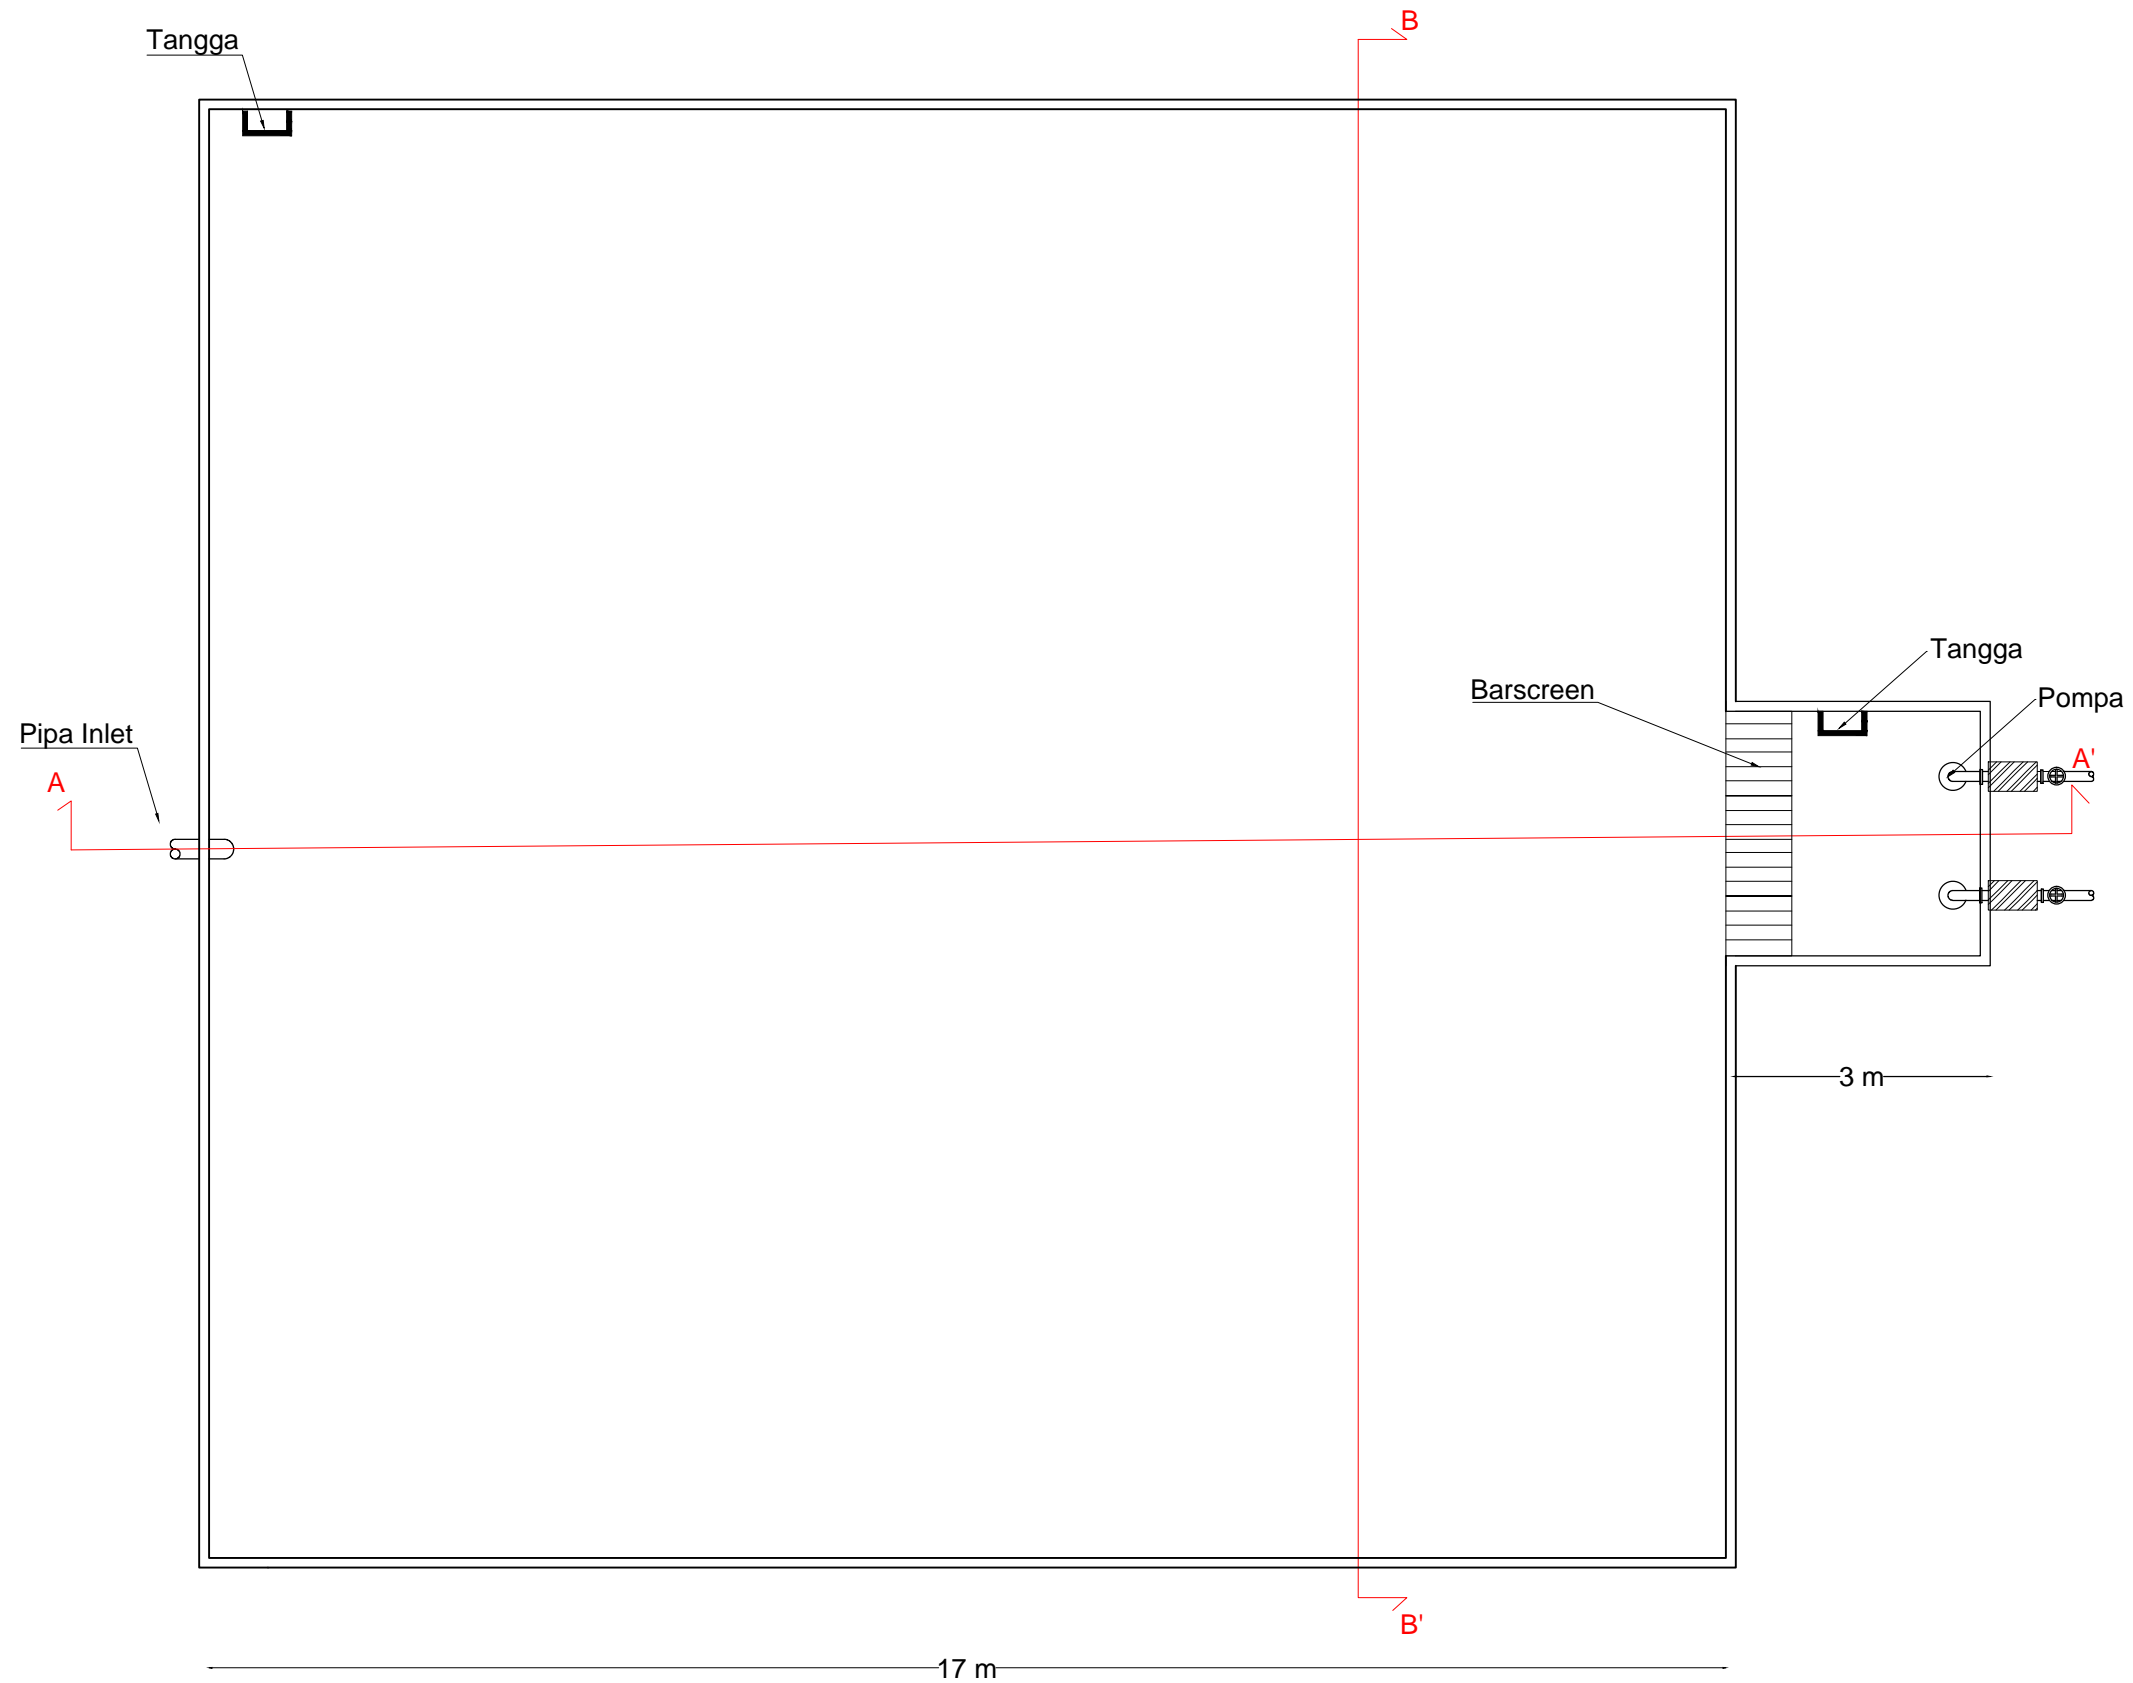 B
Tangga
Tangga
Barscreen
Pompa
Pipa Inlet
A'
A
3 m
B'
17 m